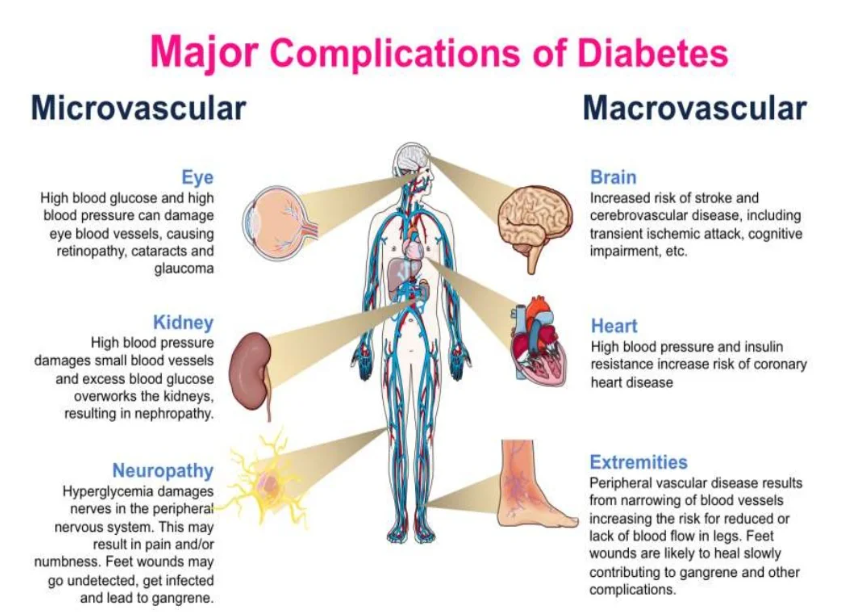 Major Complications of Diabetes
Microvascular
Macrovascular
Eye
High blood glucose and high
blood pressure can damage
eye blood vessels, causing
retinopathy, cataracts and
glaucoma
Kidney
High blood pressure
damages small blood vessels
and excess blood glucose
overworks the kidneys,
resulting in nephropathy.
Neuropathy
Hyperglycemia damages
nerves in the peripheral
nervous system. This may
result in pain and/or
numbness. Feet wounds may
go undetected, get infected
and lead to gangrene.
Brain
Increased risk of stroke and
cerebrovascular disease, including
transient ischemic attack, cognitive
impairment, etc.
Heart
High blood pressure and insulin
resistance increase risk of coronary
heart disease
Extremities
Peripheral vascular disease results
from narrowing of blood vessels
increasing the risk for reduced or
lack of blood flow in legs. Feet
wounds are likely to heal slowly
contributing to gangrene and other
complications.